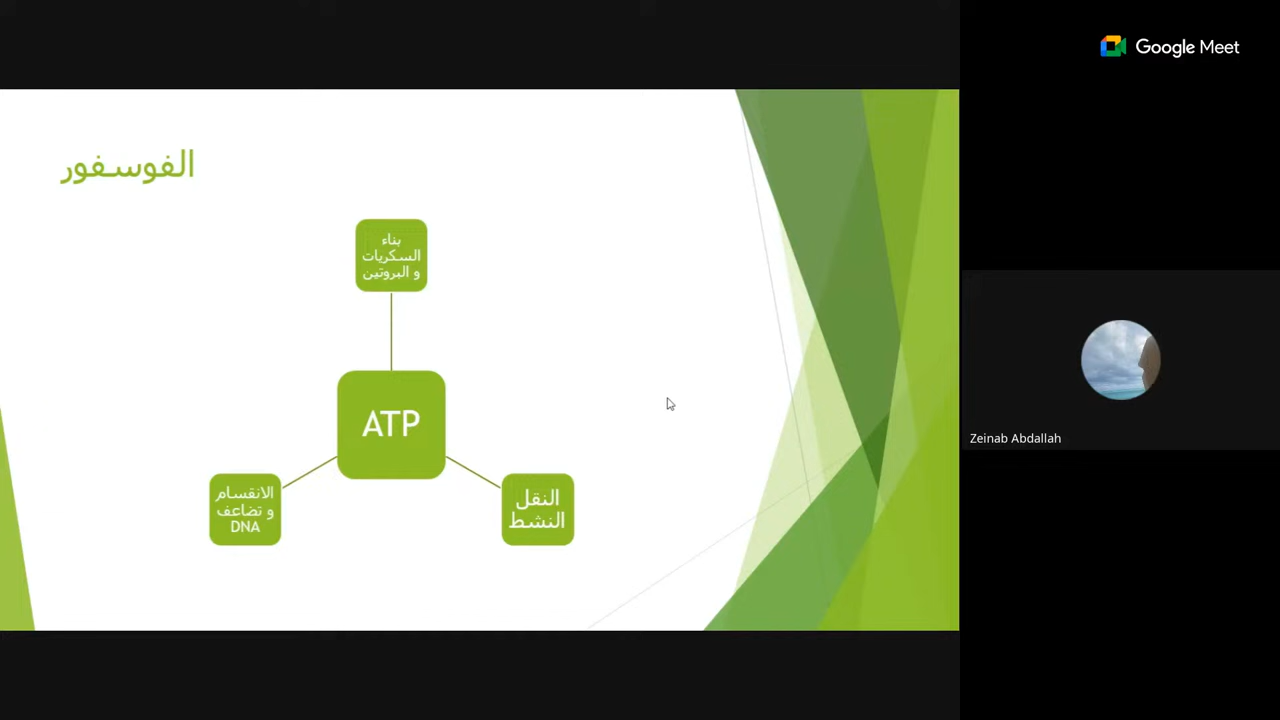 Google Meet
الفوسفور
بناء
السكريات
و البروتين
ATP
الانقسام
و تضاعف
DNA
النقل
النشط
Zeinab Abdallah